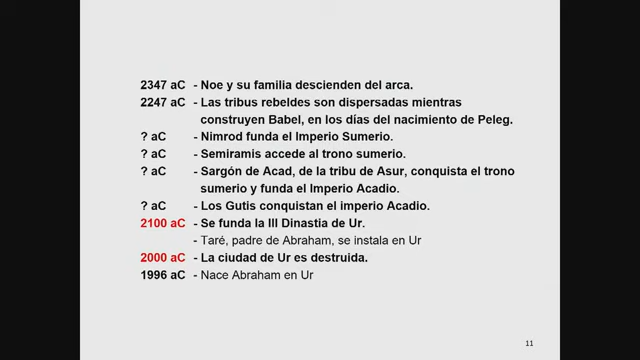 2347 aC - Noe y su familia descienden del arca.
2247 aC - Las tribus rebeldes son dispersadas mientras
construyen Babel, en los días del nacimiento de Peleg.
? aC - Nimrod funda el Imperio Sumerio.
? aC - Semiramis accede al trono sumerio.
? aC - Sargón de Acad, de la tribu de Asur, conquista el trono
sumerio y funda el Imperio Acadio.
? aC - Los Gutis conquistan el imperio Acadio.
2100 aC - Se funda la III Dinastia de Ur.
- Taré, padre de Abraham, se instala en Ur
2000 aC - La ciudad de Ur es destruida.
1996 aC - Nace Abraham en Ur
11